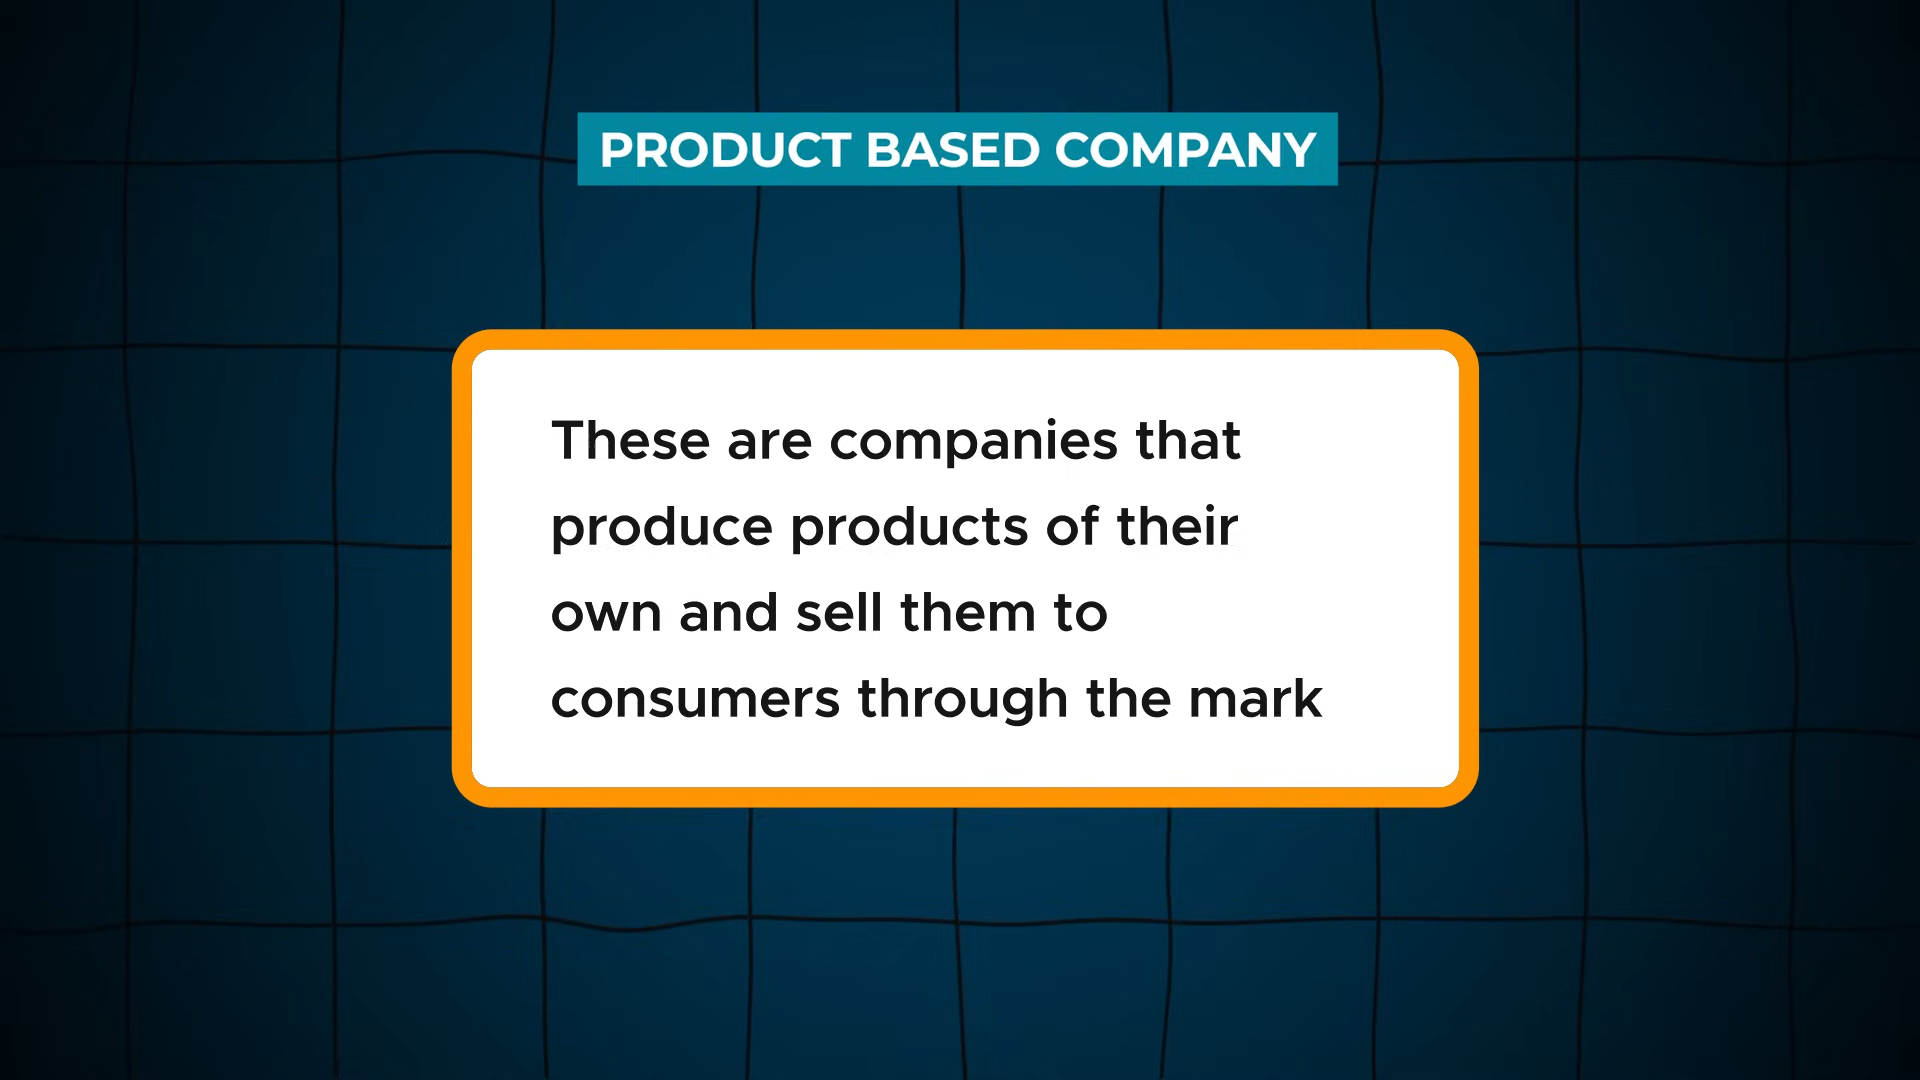 PRODUCT BASED COMPANY
These are companies that
produce products of their
own and sell them to
consumers through the mark